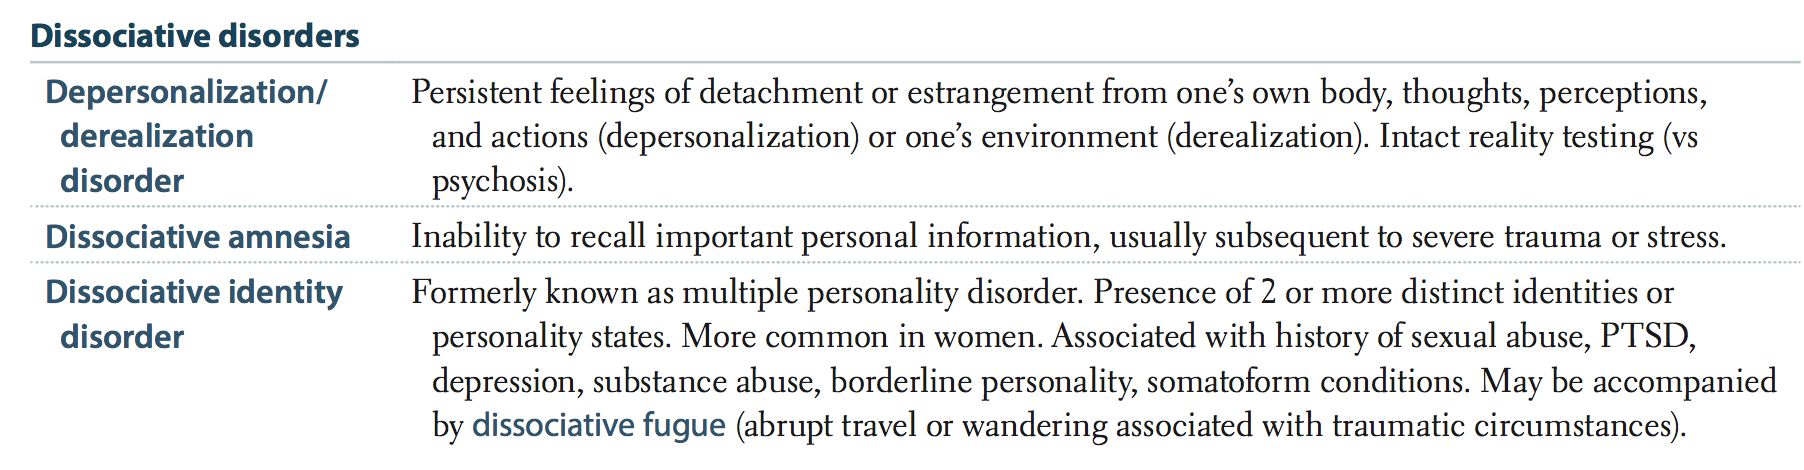 Dissociative disorders
Depersonalization/
derealization
disorder
Persistent feelings of detachment or estrangement from one’s own body, thoughts, perceptions,
and actions (depersonalization) or one’s environment (derealization). Intact reality testing (vs
psychosis).
Dissociative amnesia
Inability to recall important personal information, usually subsequent to severe trauma or stress.
Dissociative identity
disorder
Formerly known as multiple personality disorder. Presence of 2 or more distinct identities or
personality states. More common in women. Associated with history of sexual abuse, PTSD,
depression, substance abuse, borderline personality, somatoform conditions. May be accompanied
by dissociative fugue (abrupt travel or wandering associated with traumatic circumstances).